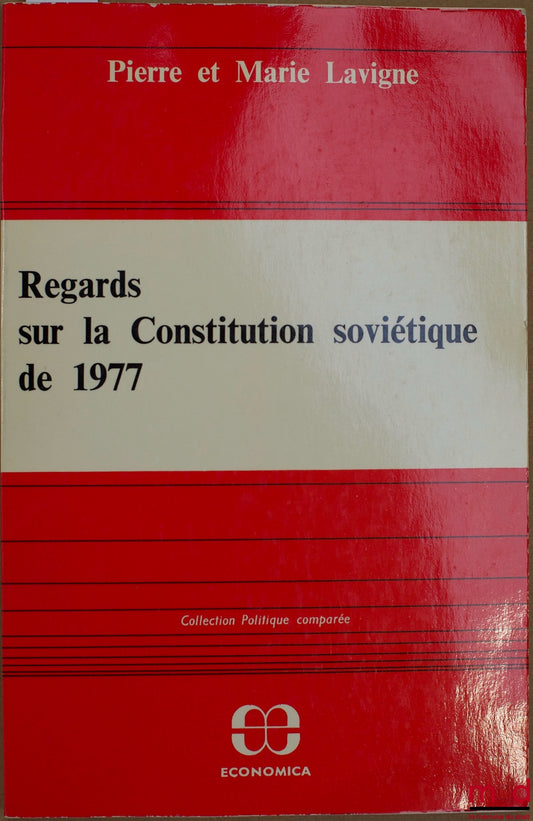 Pierre et Marie Lavigne
Regards
sur la Constitution soviétique
de 1977
Collection Politique comparée
ECONOMICA